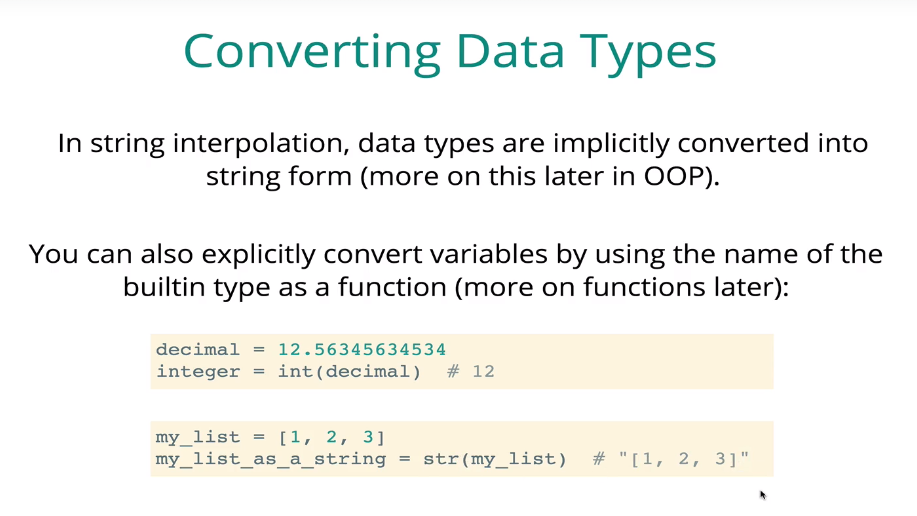 Converting Data Types
In string interpolation, data types are implicitly converted into
string form (more on this later in OOP).
You can also explicitly convert variables by using the name of the
builtin type as a function (more on functions later):
decimal = 12.56345634534
integer = int(decimal)  # 12
my_list = [1, 2, 3]
my_list_as_a_string = str(my_list)  # "[1, 2, 3]"